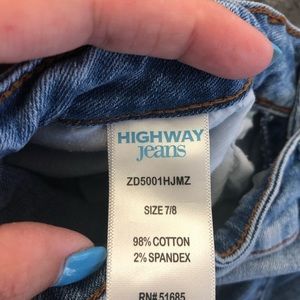 HIGHWAY
jeans
ZD5001HJMZ
SIZE 7/8
98% COTTON
2% SPANDEX
RN# 51685